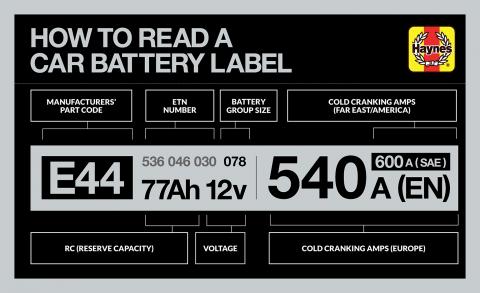 HOW TO READ A
CAR BATTERY LABEL
Haynes
MANUFACTURERS'
PART CODE
ETN
NUMBER
BATTERY
GROUP SIZE
COLD CRANKING AMPS
(FAR EAST/AMERICA)
E44
536 046 030 078
77Ah 12v
540 A (EN)
600 A (SAE)
RC (RESERVE CAPACITY)
VOLTAGE
COLD CRANKING AMPS (EUROPE)